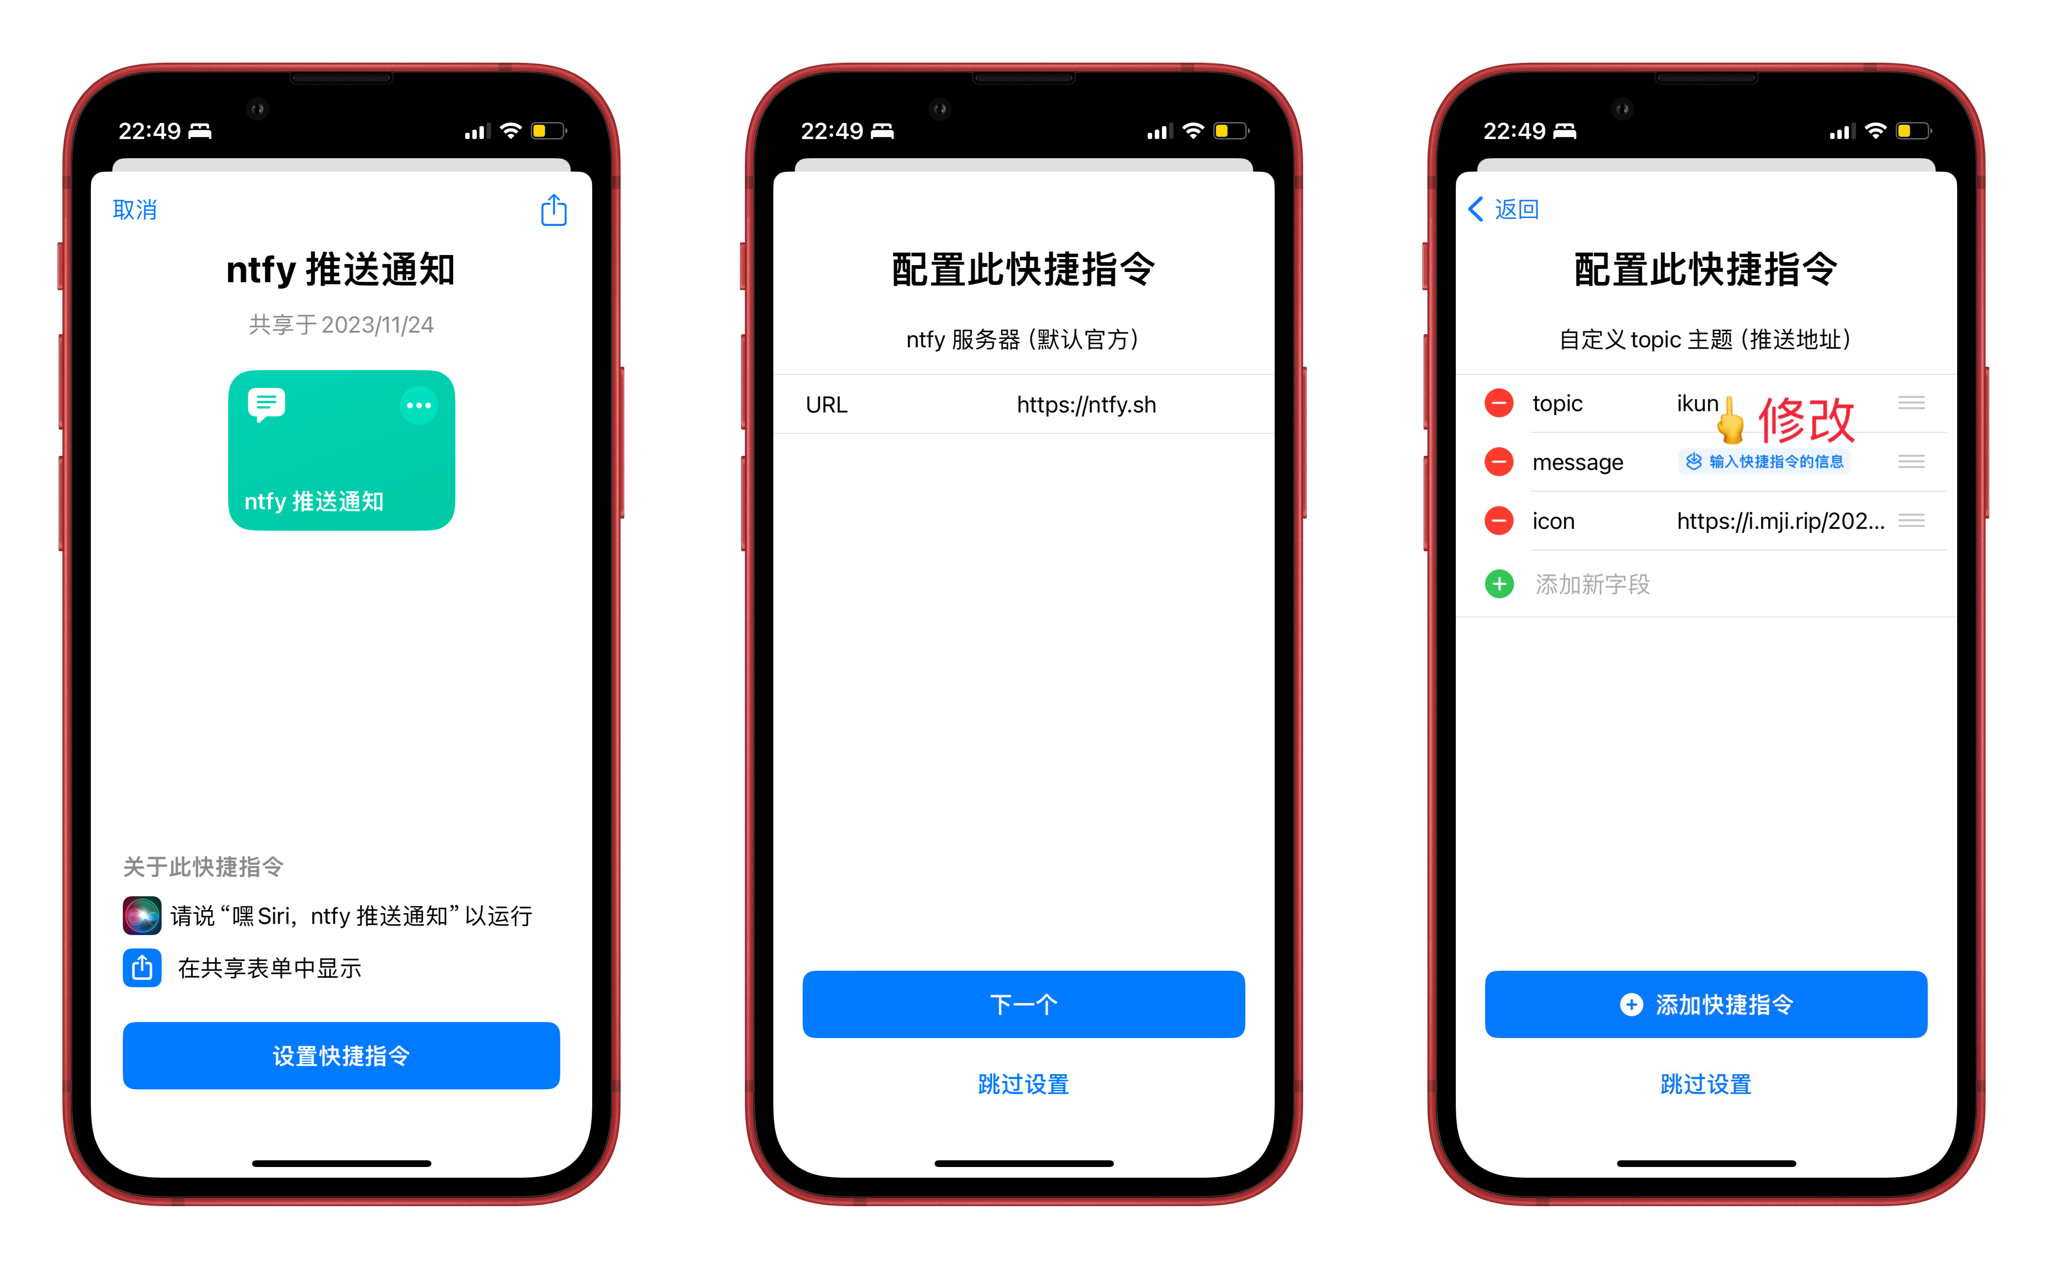 22:49
取消
ntfy 推送通知
共享于 2023/11/24
ntfy 推送通知
关于此快捷指令
请说“嘿 Siri，ntfy 推送通知”以运行
在共享表单中显示
设置快捷指令
22:49
配置此快捷指令
ntfy 服务器（默认官方）
URL https://ntfy.sh
下一个
跳过设置
22:49
返回
配置此快捷指令
自定义 topic 主题（推送地址）
topic ikun 修改
message 输入快捷指令的信息
icon https://i.mji.rip/202...
添加新字段
添加快捷指令
跳过设置